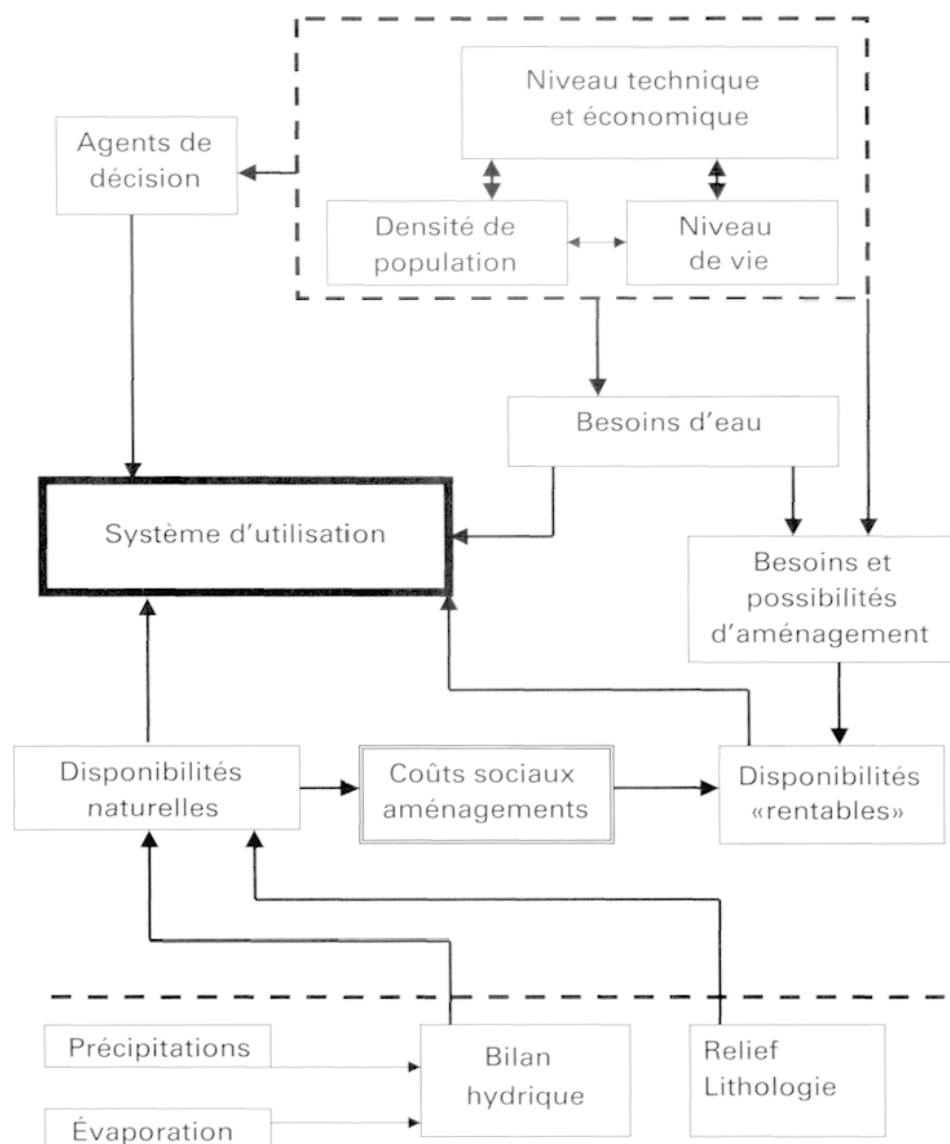 Niveau technique
et économique
Agents de
décision
Densité de
population
Niveau
de vie
Besoins d'eau
Système d'utilisation
Besoins et
possibilités
d'aménagement
Disponibilités
naturelles
Coûts sociaux
aménagements
Disponibilités
«rentables»
Précipitations
Bilan
hydrique
Relief
Lithologie
Évaporation